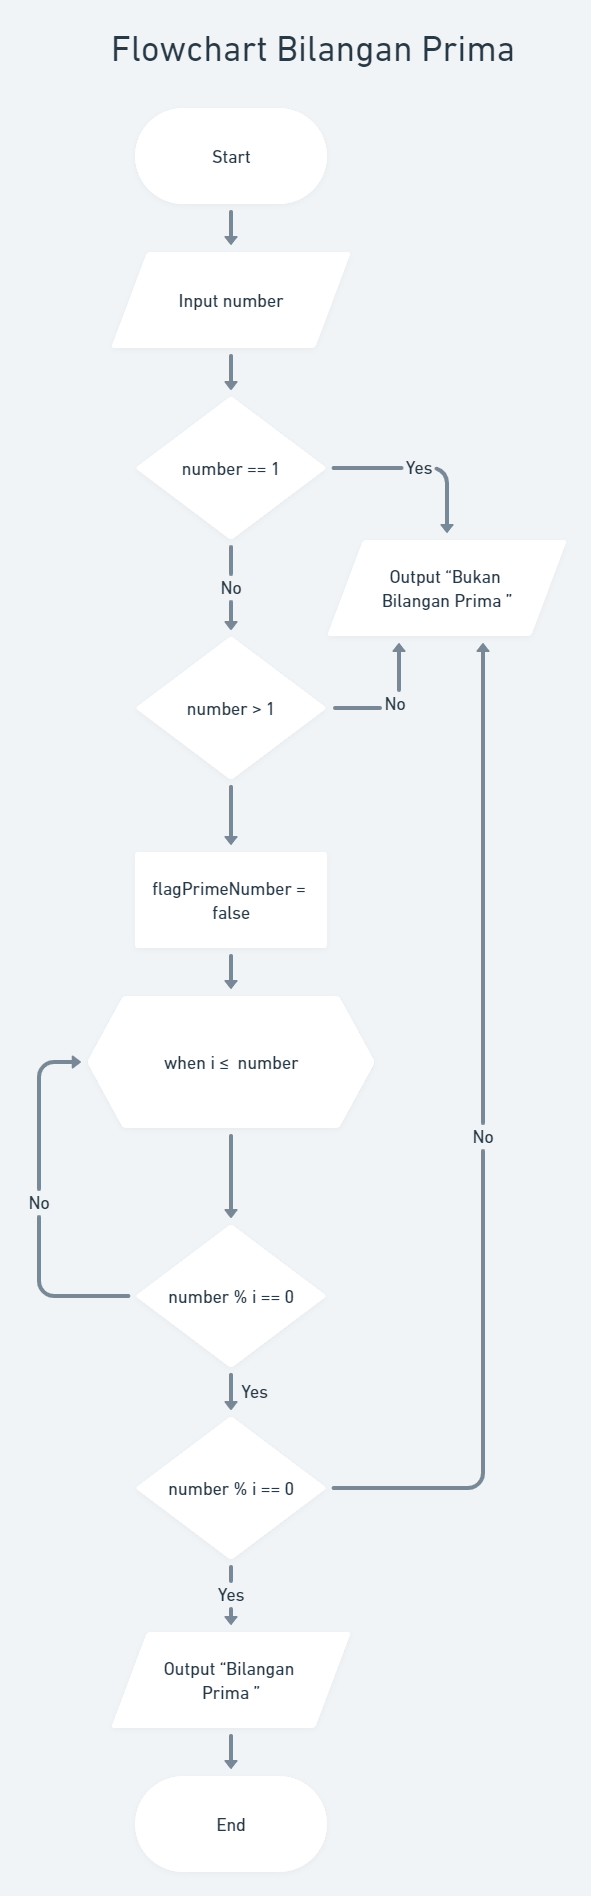 Flowchart Bilangan Prima
Start
Input number
number == 1
Yes
Output “Bukan
Bilangan Prima ”
No
number > 1
No
flagPrimeNumber =
false
when i ≤  number
No
No
number % i == 0
Yes
number % i == 0
Yes
Output “Bilangan
Prima ”
End